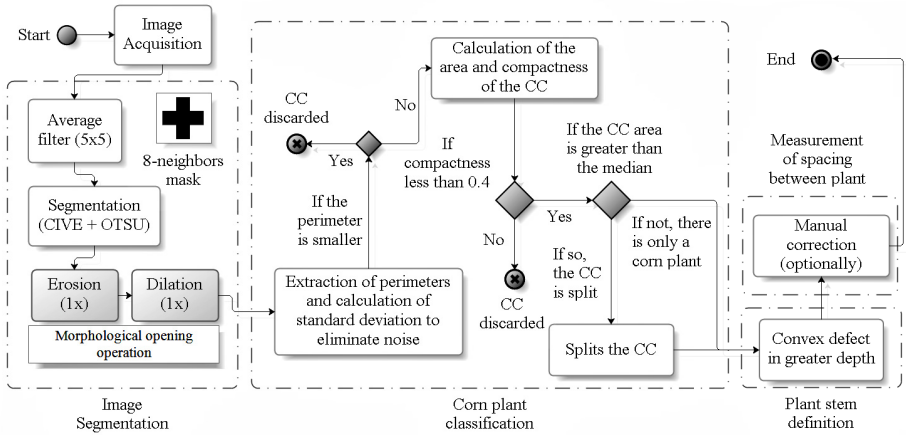 Start
Image
Acquisition
Average
filter (5x5)
8-neighbors
mask
Segmentation
(CIVE + OTSU)
Erosion
(1x)
Dilation
(1x)
Morphological opening
operation
Image
Segmentation
CC
discarded
Yes
No
If the
perimeter
is smaller
Extraction of perimeters
and calculation of
standard deviation to
eliminate noise
Calculation of the
area and compactness
of the CC
If
compactness
less than 0.4
Yes
No
CC
discarded
If the CC area
is greater than
the median
If not, there
is only a
corn plant
If so,
the CC
is split
Splits the CC
Corn plant
classification
End
Measurement
of spacing
between plant
Manual
correction
(optionally)
Convex defect
in greater depth
Plant stem
definition